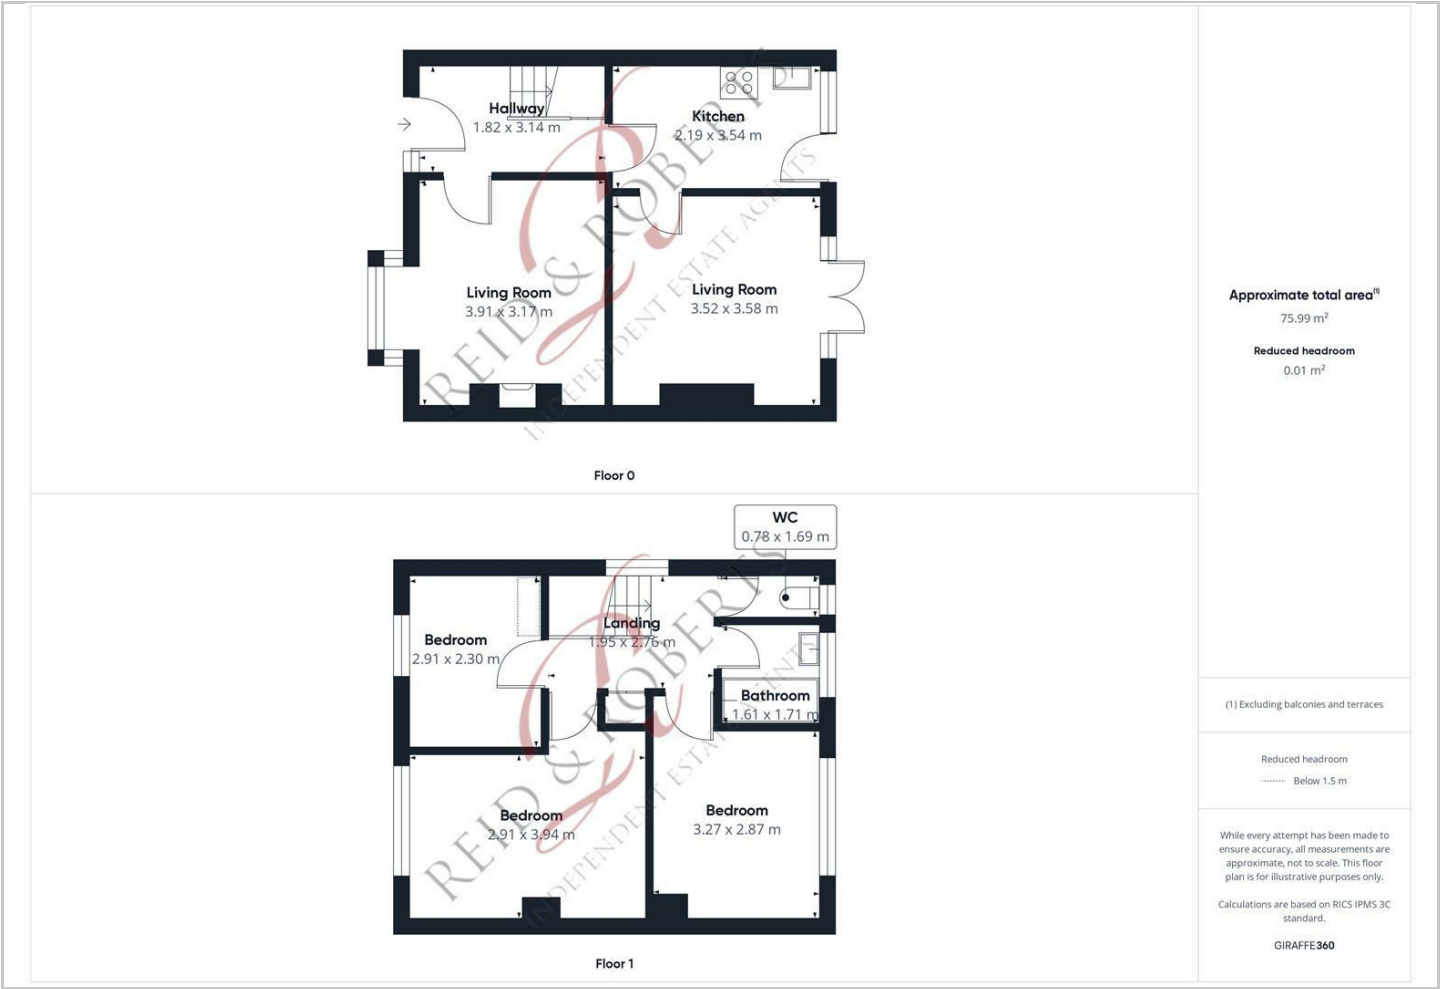 Hallway
1.82 x 3.14 m
Kitchen
2.19 x 3.54 m
Living Room
3.91 x 3.17 m
Living Room
3.52 x 3.58 m
REID & ROBERTS
INDEPENDENT ESTATE AGENTS
Floor 0
WC
0.78 x 1.69 m
Landing
1.95 x 2.76 m
Bedroom
2.91 x 2.30 m
Bathroom
1.61 x 1.71 m
Bedroom
2.91 x 3.94 m
Bedroom
3.27 x 2.87 m
REID & ROBERTS
INDEPENDENT ESTATE AGENTS
Floor 1
Approximate total area(1)
75.99 m²
Reduced headroom
0.01 m²
(1) Excluding balconies and terraces
Reduced headroom
Below 1.5 m
While every attempt has been made to
ensure accuracy, all measurements are
approximate, not to scale. This floor
plan is for illustrative purposes only.
Calculations are based on RICS IPMS 3C
standard.
GIRAFFE360